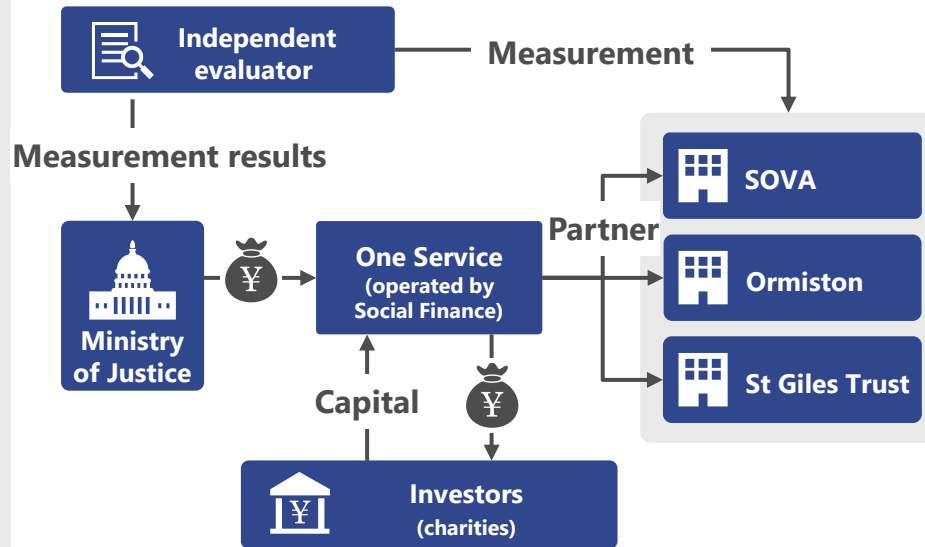 Independent
evaluator
Measurement
Measurement results
SOVA
Partner
One Service
(operated by
Social Finance)
¥
Ormiston
Ministry
of Justice
St Giles Trust
Capital
¥
¥
Investors
(charities)